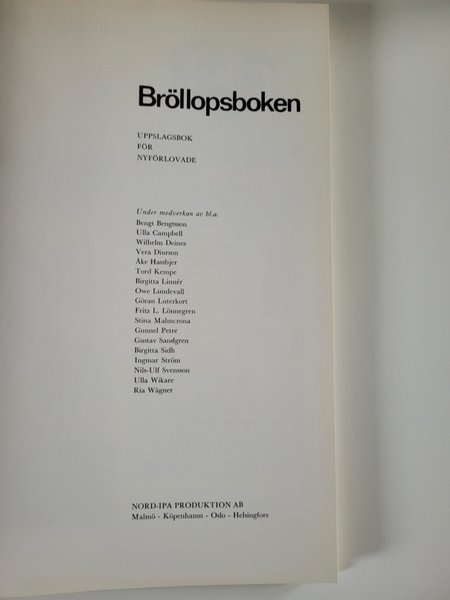 Bröllopsboken
UPPSLAGSBOK
FÖR
NYFÖRLOVADE
Under medverkan av bl.a.
Bengt Bengtsson
Ulla Campbell
Wilhelm Deines
Vera Diurson
Åke Hassbjer
Tord Kempe
Birgitta Linnér
Owe Lundevall
Göran Luterkort
Fritz L. Lönnegren
Stina Malmcrona
Gunnel Petre
Gustav Sandgren
Birgitta Sidh
Ingmar Ström
Nils-Ulf Svensson
Ulla Wikare
Ria Wägner
NORD-IPA PRODUKTION AB
Malmö - Köpenhamn - Oslo - Helsingfors